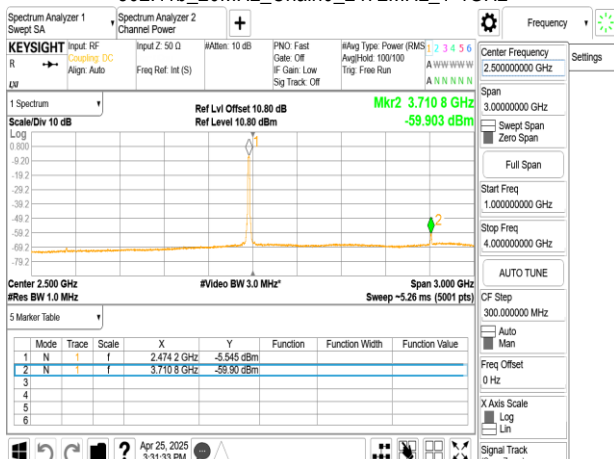 Spectrum Analyzer 1
Swept SA
Spectrum Analyzer 2
Channel Power
+
Frequency
Settings
KEYSIGHT
R
LXI
Input: RF
Coupling: DC
Align: Auto
Input Z: 50 Ω
Freq Ref: Int (S)
#Atten: 10 dB
PNO: Fast
Gate: Off
IF Gain: Low
Sig Track: Off
#Avg Type: Power (RMS
Avg|Hold: 100/100
Trig: Free Run
1 2 3 4 5 6
A W W W W W
A N N N N N
1 Spectrum
Scale/Div 10 dB
Ref Lvl Offset 10.80 dB
Ref Level 10.80 dBm
Mkr2 3.710 8 GHz
-59.903 dBm
Log
0.800
-9.20
-19.2
-29.2
-39.2
-49.2
-59.2
-69.2
-79.2
1
2
Center 2.500 GHz
#Res BW 1.0 MHz
#Video BW 3.0 MHz*
Span 3.000 GHz
Sweep ~5.26 ms (5001 pts)
5 Marker Table
Mode Trace Scale X Y Function Function Width Function Value
1 N 1 f 2.474 2 GHz -5.545 dBm
2 N 1 f 3.710 8 GHz -59.90 dBm
3
4
5
6
Apr 25, 2025
3:31:33 PM
Center Frequency
2.500000000 GHz
Span
3.00000000 GHz
Swept Span
Zero Span
Full Span
Start Freq
1.000000000 GHz
Stop Freq
4.000000000 GHz
AUTO TUNE
CF Step
300.000000 MHz
Auto
Man
Freq Offset
0 Hz
X Axis Scale
Log
Lin
Signal Track